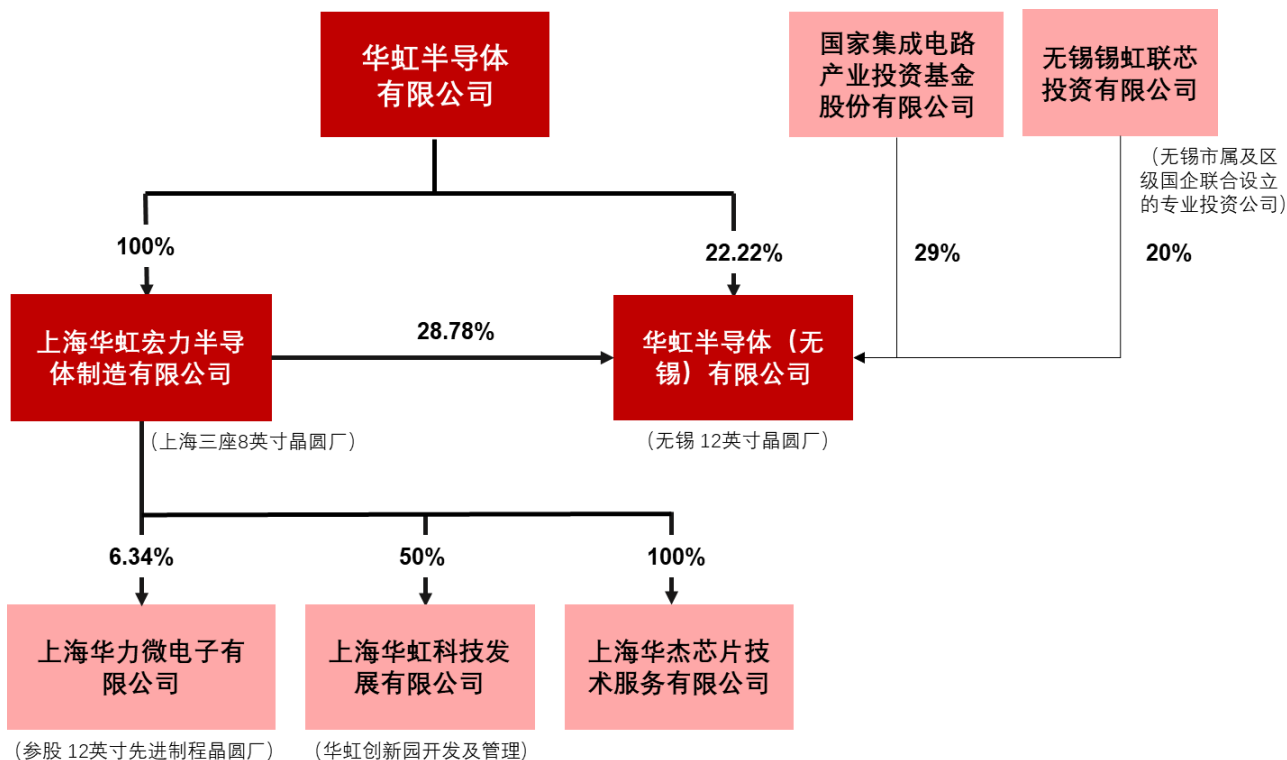 华虹半导体
有限公司
国家集成电路
产业投资基金
股份有限公司
无锡锡虹联芯
投资有限公司
（无锡市属及区
级国企联合设立
的专业投资公司）
100%
22.22%
29%
20%
上海华虹宏力半导
体制造有限公司
28.78%
华虹半导体（无
锡）有限公司
（上海三座8英寸晶圆厂）
（无锡 12英寸晶圆厂）
6.34%
50%
100%
上海华力微电子有
限公司
上海华虹科技发
展有限公司
上海华杰芯片技
术服务有限公司
（参股 12英寸先进制程晶圆厂）
（华虹创新园开发及管理）